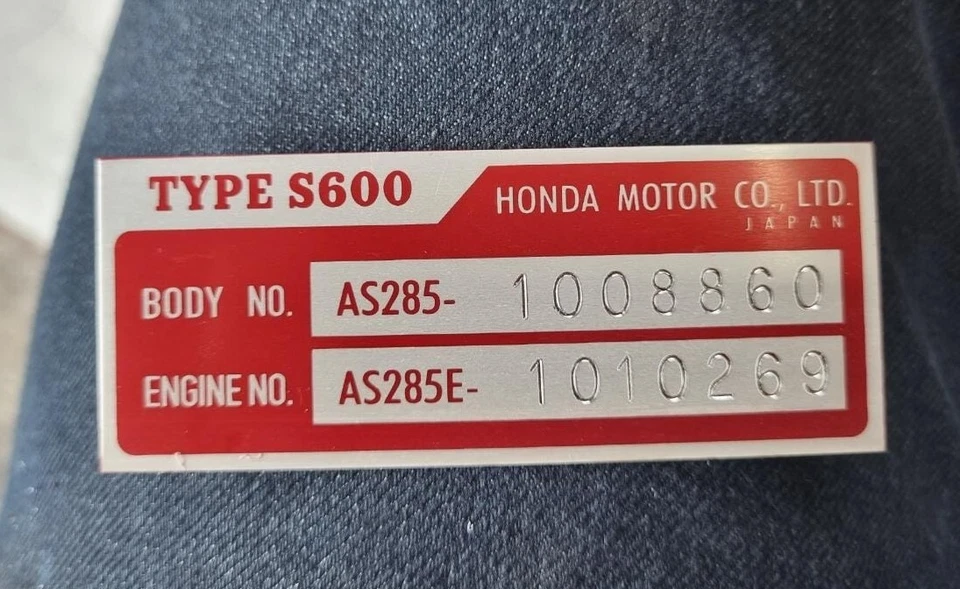 TYPE S600
HONDA MOTOR CO., LTD.
JAPAN
BODY NO. AS285- 1008860
ENGINE NO. AS285E- 1010269